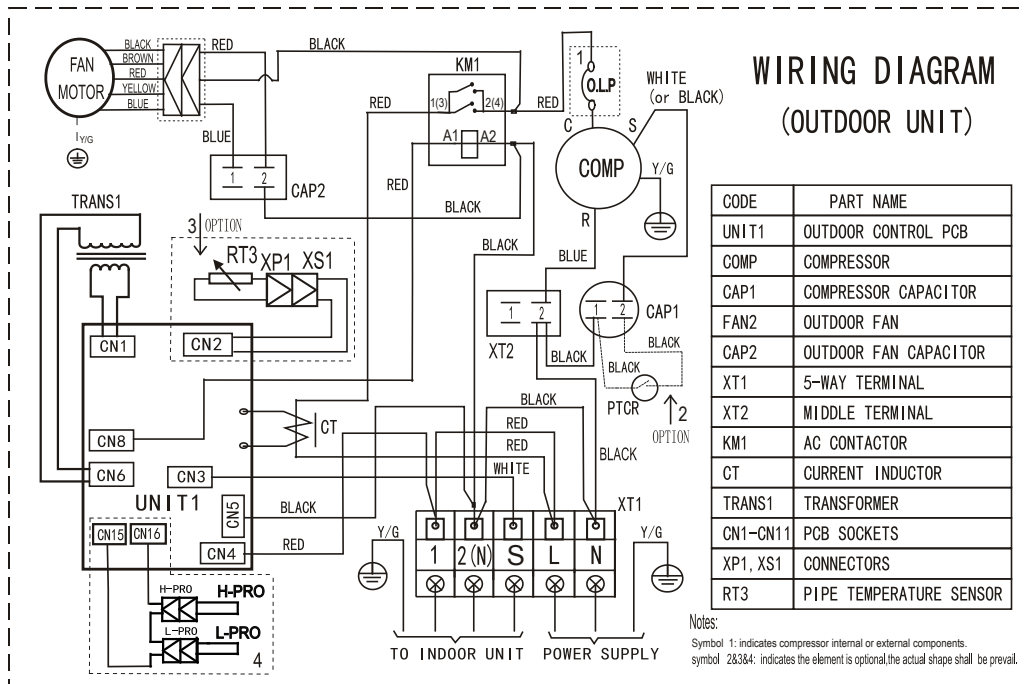 WIRING DIAGRAM
(OUTDOOR UNIT)
FAN
MOTOR
BLACK
BROWN
RED
YELLOW
BLUE
Y/G
RED
BLACK
BLUE
1
2
CAP2
KM1
RED
1(3)
2(4)
A1
A2
RED
RED
BLACK
1
O.L.P
WHITE
(or BLACK)
C
S
COMP
Y/G
R
BLACK
BLUE
TRANS1
3
OPTION
RT3
XP1
XS1
CN2
CN1
1
2
XT2
1
2
CAP1
BLACK
BLACK
BLACK
PTCR
2
OPTION
CN8
CN6
CN3
UNIT1
CN5
CN4
CN15
CN16
CT
BLACK
RED
RED
WHITE
BLACK
BLACK
RED
H-PRO
H-PRO
L-PRO
L-PRO
4
XT1
Y/G
Y/G
1
2(N)
S
L
N
TO INDOOR UNIT
POWER SUPPLY
CODE PART NAME
UNIT1 OUTDOOR CONTROL PCB
COMP COMPRESSOR
CAP1 COMPRESSOR CAPACITOR
FAN2 OUTDOOR FAN
CAP2 OUTDOOR FAN CAPACITOR
XT1 5-WAY TERMINAL
XT2 MIDDLE TERMINAL
KM1 AC CONTACTOR
CT CURRENT INDUCTOR
TRANS1 TRANSFORMER
CN1-CN11 PCB SOCKETS
XP1, XS1 CONNECTORS
RT3 PIPE TEMPERATURE SENSOR
Notes:
Symbol 1: indicates compressor internal or external components.
symbol 2&3&4: indicates the element is optional,the actual shape shall be prevail.